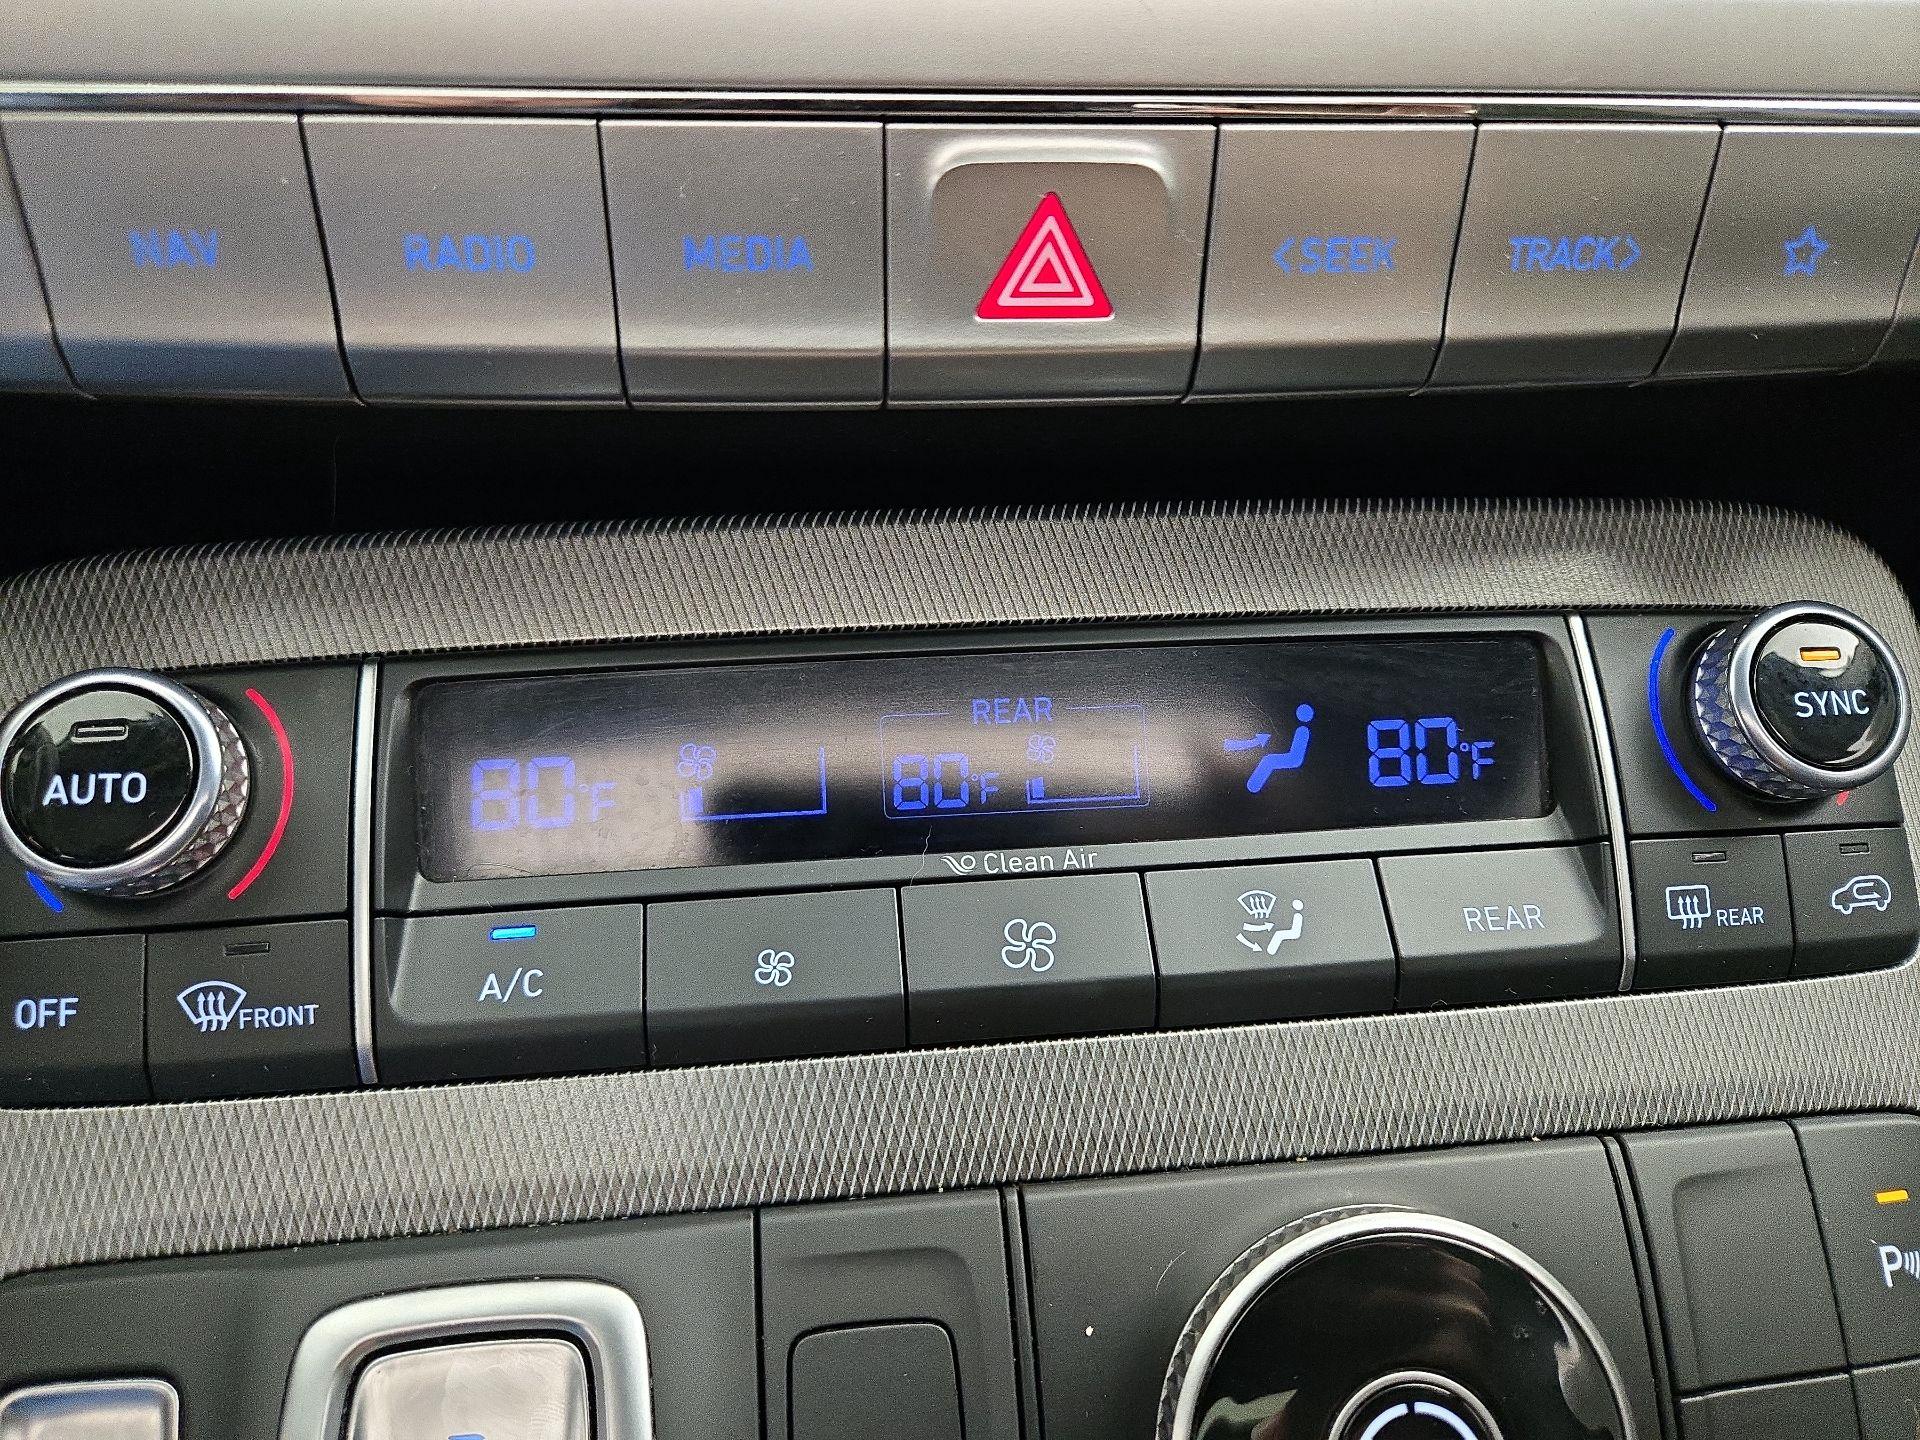 NAV RADIO MEDIA <SEEK TRACK>
REAR
80°F 80°F 80°F
SYNC
AUTO
Clean Air
OFF FRONT A/C REAR REAR
P